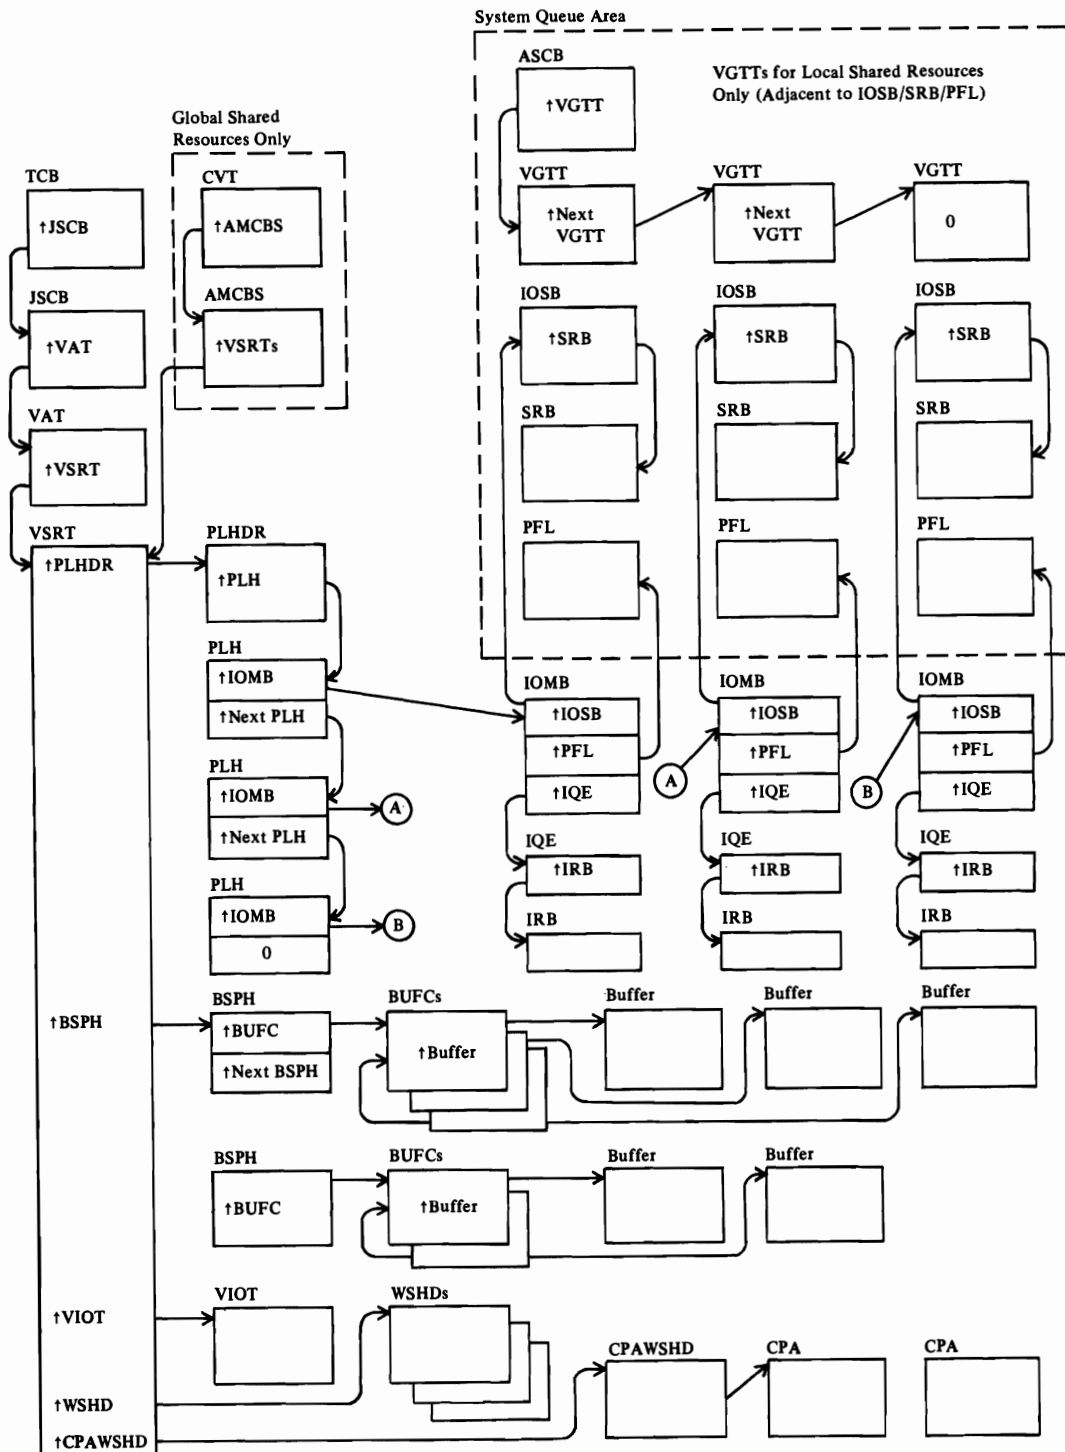 System Queue Area
ASCB
↑VGTT
VGTTs for Local Shared Resources
Only (Adjacent to IOSB/SRB/PFL)
Global Shared
Resources Only
TCB
↑JSCB
CVT
↑AMCBS
VGTT
↑Next
VGTT
VGTT
↑Next
VGTT
VGTT
0
JSCB
↑VAT
AMCBS
↑VSRTs
IOSB
↑SRB
IOSB
↑SRB
IOSB
↑SRB
VAT
↑VSRT
SRB
SRB
SRB
VSRT
↑PLHDR
PLHDR
↑PLH
PFL
PFL
PFL
PLH
↑IOMB
↑Next PLH
IOMB
↑IOSB
↑PFL
↑IQE
IOMB
↑IOSB
↑PFL
↑IQE
IOMB
↑IOSB
↑PFL
↑IQE
A
B
PLH
↑IOMB
↑Next PLH
A
IQE
↑IRB
IQE
↑IRB
IQE
↑IRB
PLH
↑IOMB
0
B
IRB
IRB
IRB
↑BSPH
BSPH
↑BUFC
↑Next BSPH
BUFCs
↑Buffer
Buffer
Buffer
Buffer
BSPH
↑BUFC
BUFCs
↑Buffer
Buffer
Buffer
↑VIOT
VIOT
WSHDs
↑WSHD
CPAWSHD
CPA
CPA
↑CPAWSHD